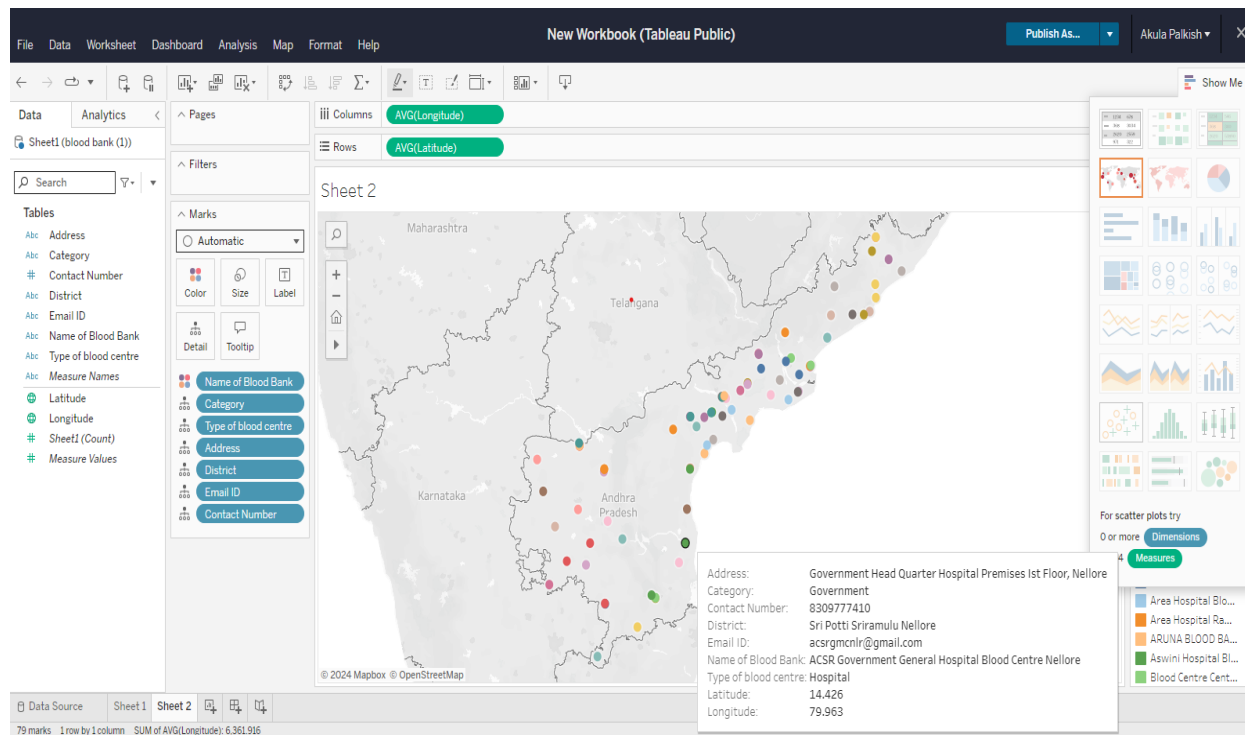 New Workbook (Tableau Public)
File Data Worksheet Dashboard Analysis Map Format Help
Publish As...
Akula Palkish
Show Me
Data Analytics
Sheet1 (blood bank (1))
Search
Tables
Abc Address
Abc Category
# Contact Number
Abc District
Abc Email ID
Abc Name of Blood Bank
Abc Type of blood centre
Abc Measure Names
Latitude
Longitude
# Sheet1 (Count)
# Measure Values
Pages
Filters
Marks
Automatic
Color Size Label
Detail Tooltip
Name of Blood Bank
Category
Type of blood centre
Address
District
Email ID
Contact Number
Columns AVG(Longitude)
Rows AVG(Latitude)
Sheet 2
Maharashtra
Telangana
Karnataka
Andhra
Pradesh
© 2024 Mapbox © OpenStreetMap
Address: Government Head Quarter Hospital Premises Ist Floor, Nellore
Category: Government
Contact Number: 8309777410
District: Sri Potti Sriramulu Nellore
Email ID: acsrgmcnlr@gmail.com
Name of Blood Bank: ACSR Government General Hospital Blood Centre Nellore
Type of blood centre: Hospital
Latitude: 14.426
Longitude: 79.963
For scatter plots try
0 or more Dimensions
4 Measures
Area Hospital Blo...
Area Hospital Ra...
ARUNA BLOOD BA...
Aswini Hospital Bl...
Blood Centre Cent...
Data Source Sheet 1 Sheet 2
79 marks 1 row by 1 column SUM of AVG(Longitude): 6,361.916